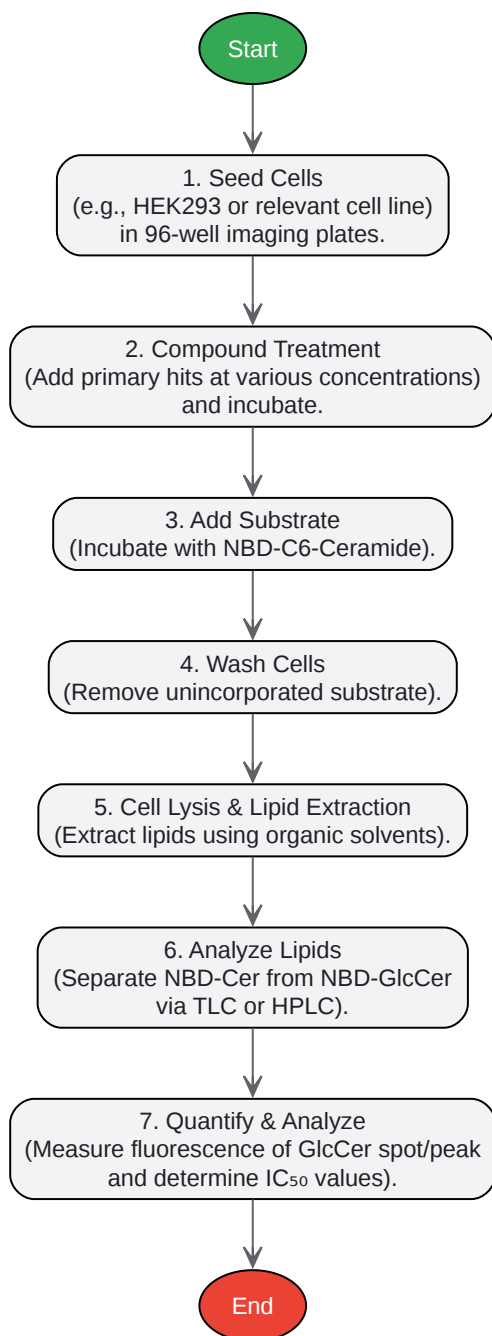 Start
1. Seed Cells
(e.g., HEK293 or relevant cell line)
in 96-well imaging plates.
2. Compound Treatment
(Add primary hits at various concentrations)
and incubate.
3. Add Substrate
(Incubate with NBD-C6-Ceramide).
4. Wash Cells
(Remove unincorporated substrate).
5. Cell Lysis & Lipid Extraction
(Extract lipids using organic solvents).
6. Analyze Lipids
(Separate NBD-Cer from NBD-GlcCer
via TLC or HPLC).
7. Quantify & Analyze
(Measure fluorescence of GlcCer spot/peak
and determine IC₅₀ values).
End